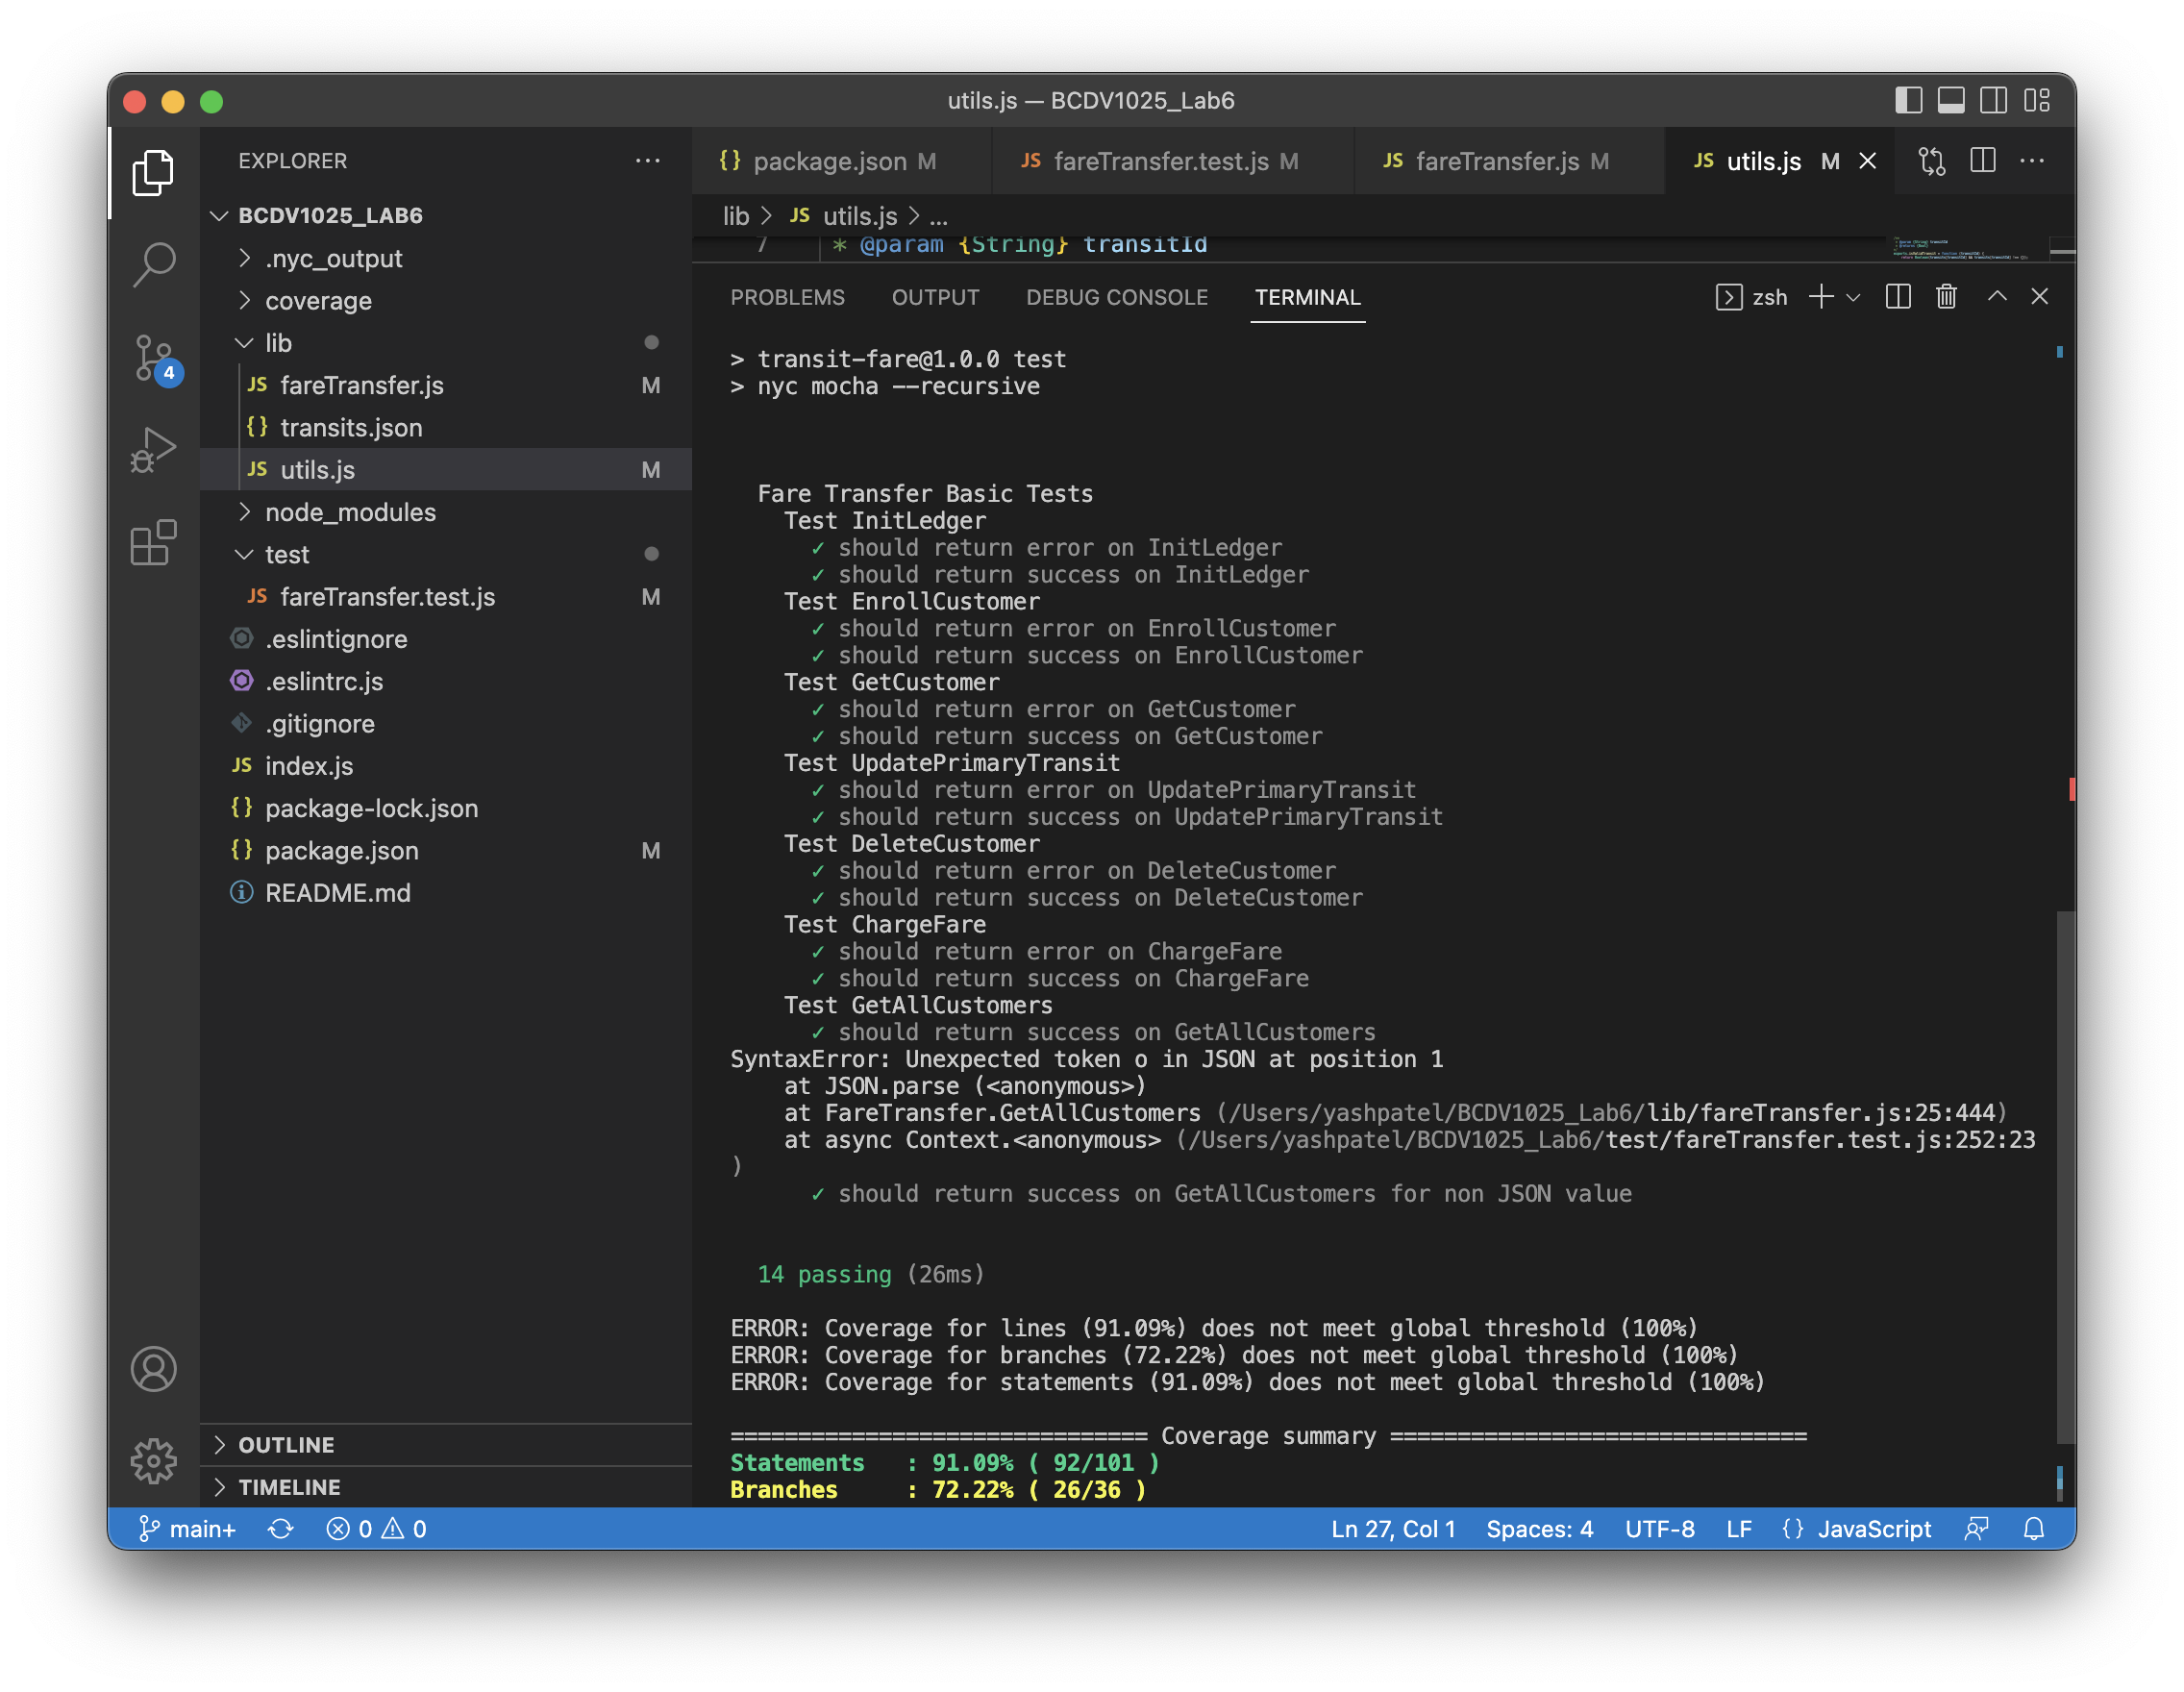 utils.js — BCDV1025_Lab6
EXPLORER
BCDV1025_LAB6
.nyc_output
coverage
lib
JS fareTransfer.js M
{} transits.json
JS utils.js M
node_modules
test
JS fareTransfer.test.js M
.eslintignore
.eslintrc.js
.gitignore
JS index.js
{} package-lock.json
{} package.json M
README.md
OUTLINE
TIMELINE
4
{} package.json M
JS fareTransfer.test.js M
JS fareTransfer.js M
JS utils.js M
lib > JS utils.js > ...
7 * @param {String} transitId
PROBLEMS OUTPUT DEBUG CONSOLE TERMINAL
zsh
> transit-fare@1.0.0 test
> nyc mocha --recursive
Fare Transfer Basic Tests
Test InitLedger
✓ should return error on InitLedger
✓ should return success on InitLedger
Test EnrollCustomer
✓ should return error on EnrollCustomer
✓ should return success on EnrollCustomer
Test GetCustomer
✓ should return error on GetCustomer
✓ should return success on GetCustomer
Test UpdatePrimaryTransit
✓ should return error on UpdatePrimaryTransit
✓ should return success on UpdatePrimaryTransit
Test DeleteCustomer
✓ should return error on DeleteCustomer
✓ should return success on DeleteCustomer
Test ChargeFare
✓ should return error on ChargeFare
✓ should return success on ChargeFare
Test GetAllCustomers
✓ should return success on GetAllCustomers
SyntaxError: Unexpected token o in JSON at position 1
at JSON.parse (<anonymous>)
at FareTransfer.GetAllCustomers (/Users/yashpatel/BCDV1025_Lab6/lib/fareTransfer.js:25:444)
at async Context.<anonymous> (/Users/yashpatel/BCDV1025_Lab6/test/fareTransfer.test.js:252:23
)
✓ should return success on GetAllCustomers for non JSON value
14 passing (26ms)
ERROR: Coverage for lines (91.09%) does not meet global threshold (100%)
ERROR: Coverage for branches (72.22%) does not meet global threshold (100%)
ERROR: Coverage for statements (91.09%) does not meet global threshold (100%)
=============================== Coverage summary ===============================
Statements : 91.09% ( 92/101 )
Branches : 72.22% ( 26/36 )
main+ 0 0 Ln 27, Col 1 Spaces: 4 UTF-8 LF {} JavaScript